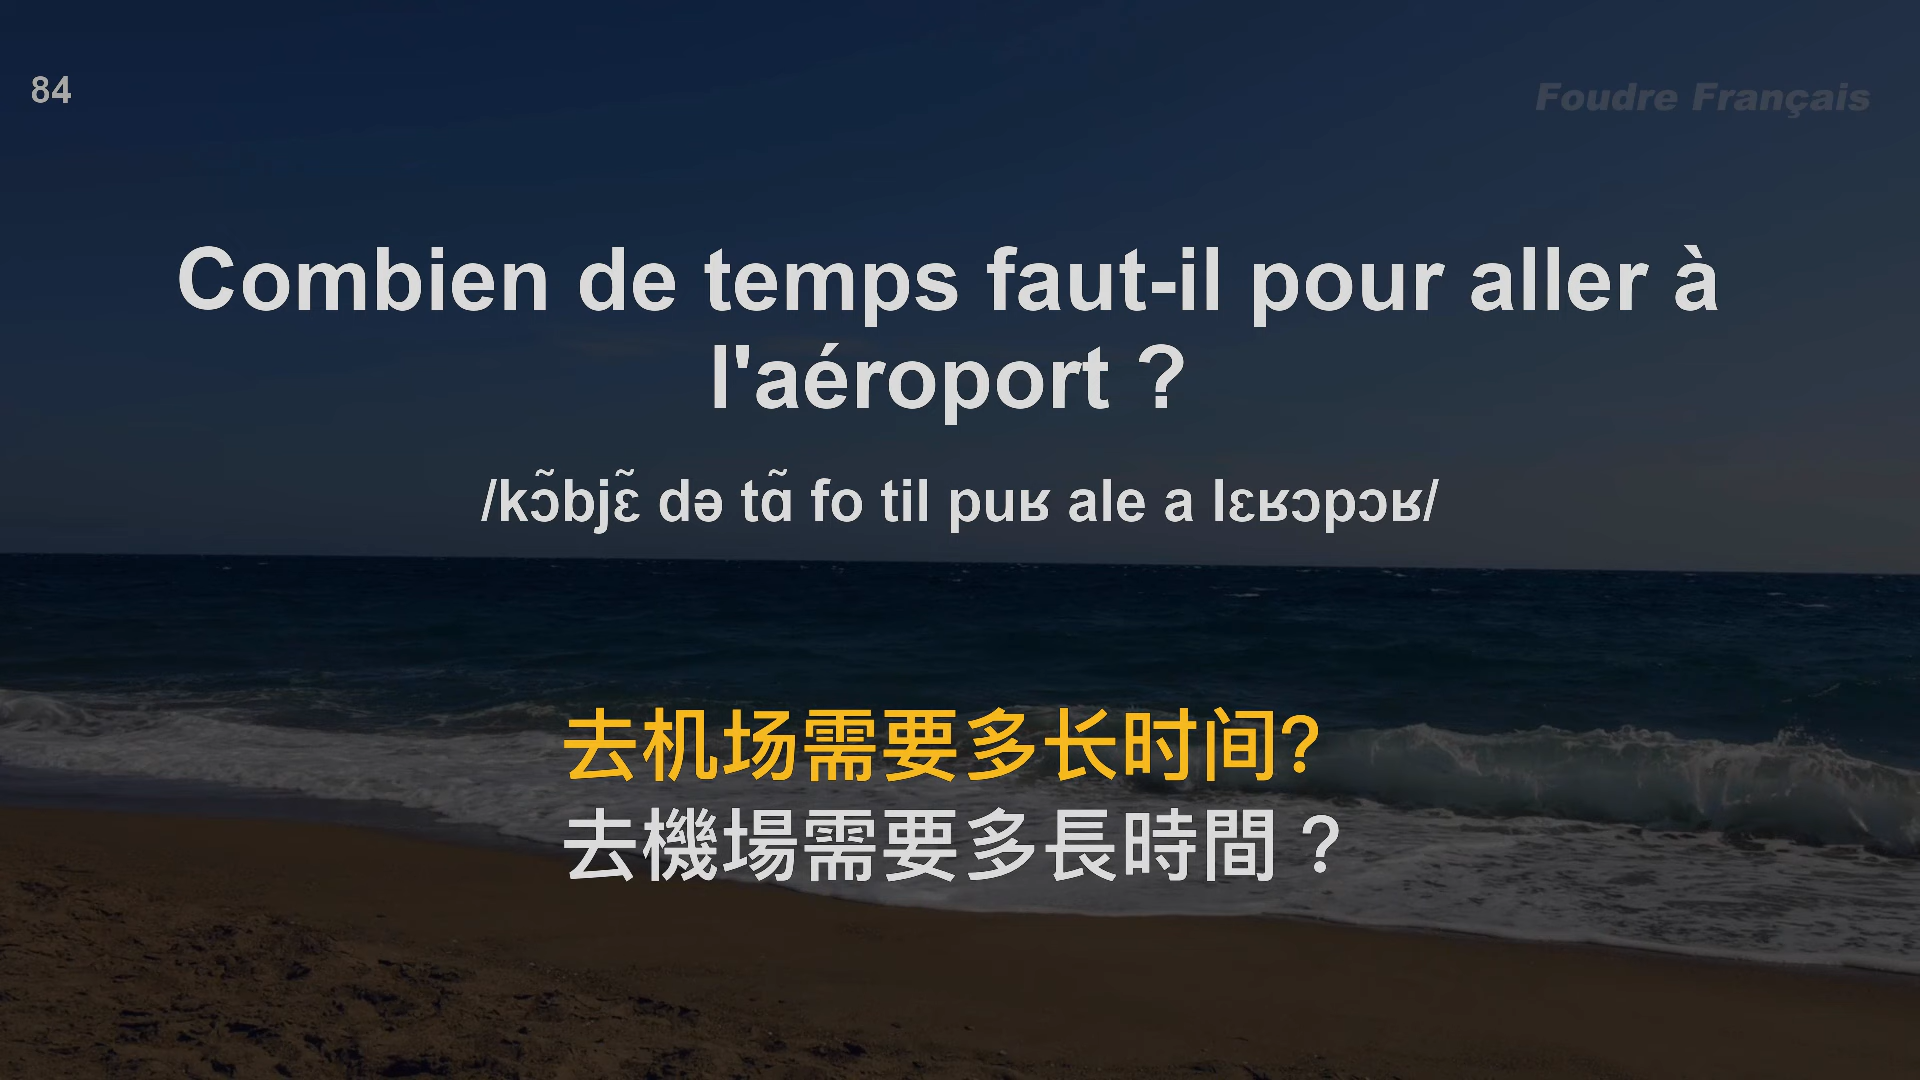 84
Foudre Français
Combien de temps faut-il pour aller à
l'aéroport ?
/kɔ̃bjɛ̃ də tɑ̃ fo til puʁ ale a lɛʁɔpɔʁ/
去机场需要多长时间?
去機場需要多長時間？